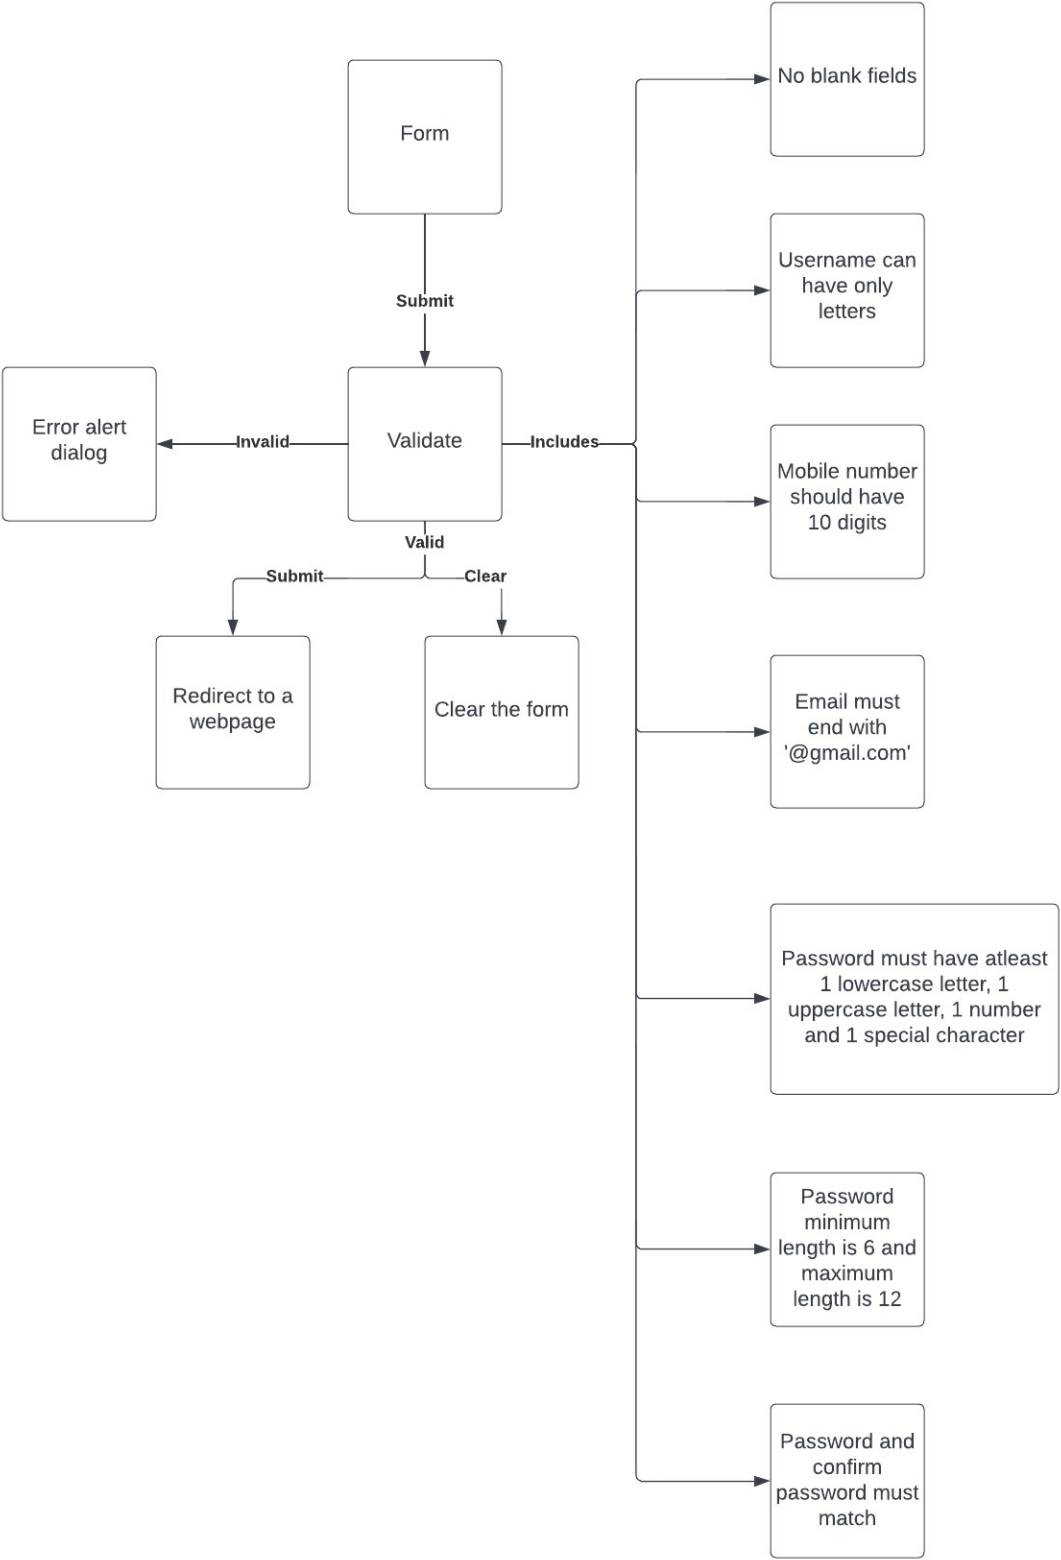 No blank fields
Form
Username can
have only
letters
Submit
Error alert
dialog
Invalid
Validate
Includes
Mobile number
should have
10 digits
Valid
Submit
Clear
Redirect to a
webpage
Clear the form
Email must
end with
'@gmail.com'
Password must have atleast
1 lowercase letter, 1
uppercase letter, 1 number
and 1 special character
Password
minimum
length is 6 and
maximum
length is 12
Password and
confirm
password must
match